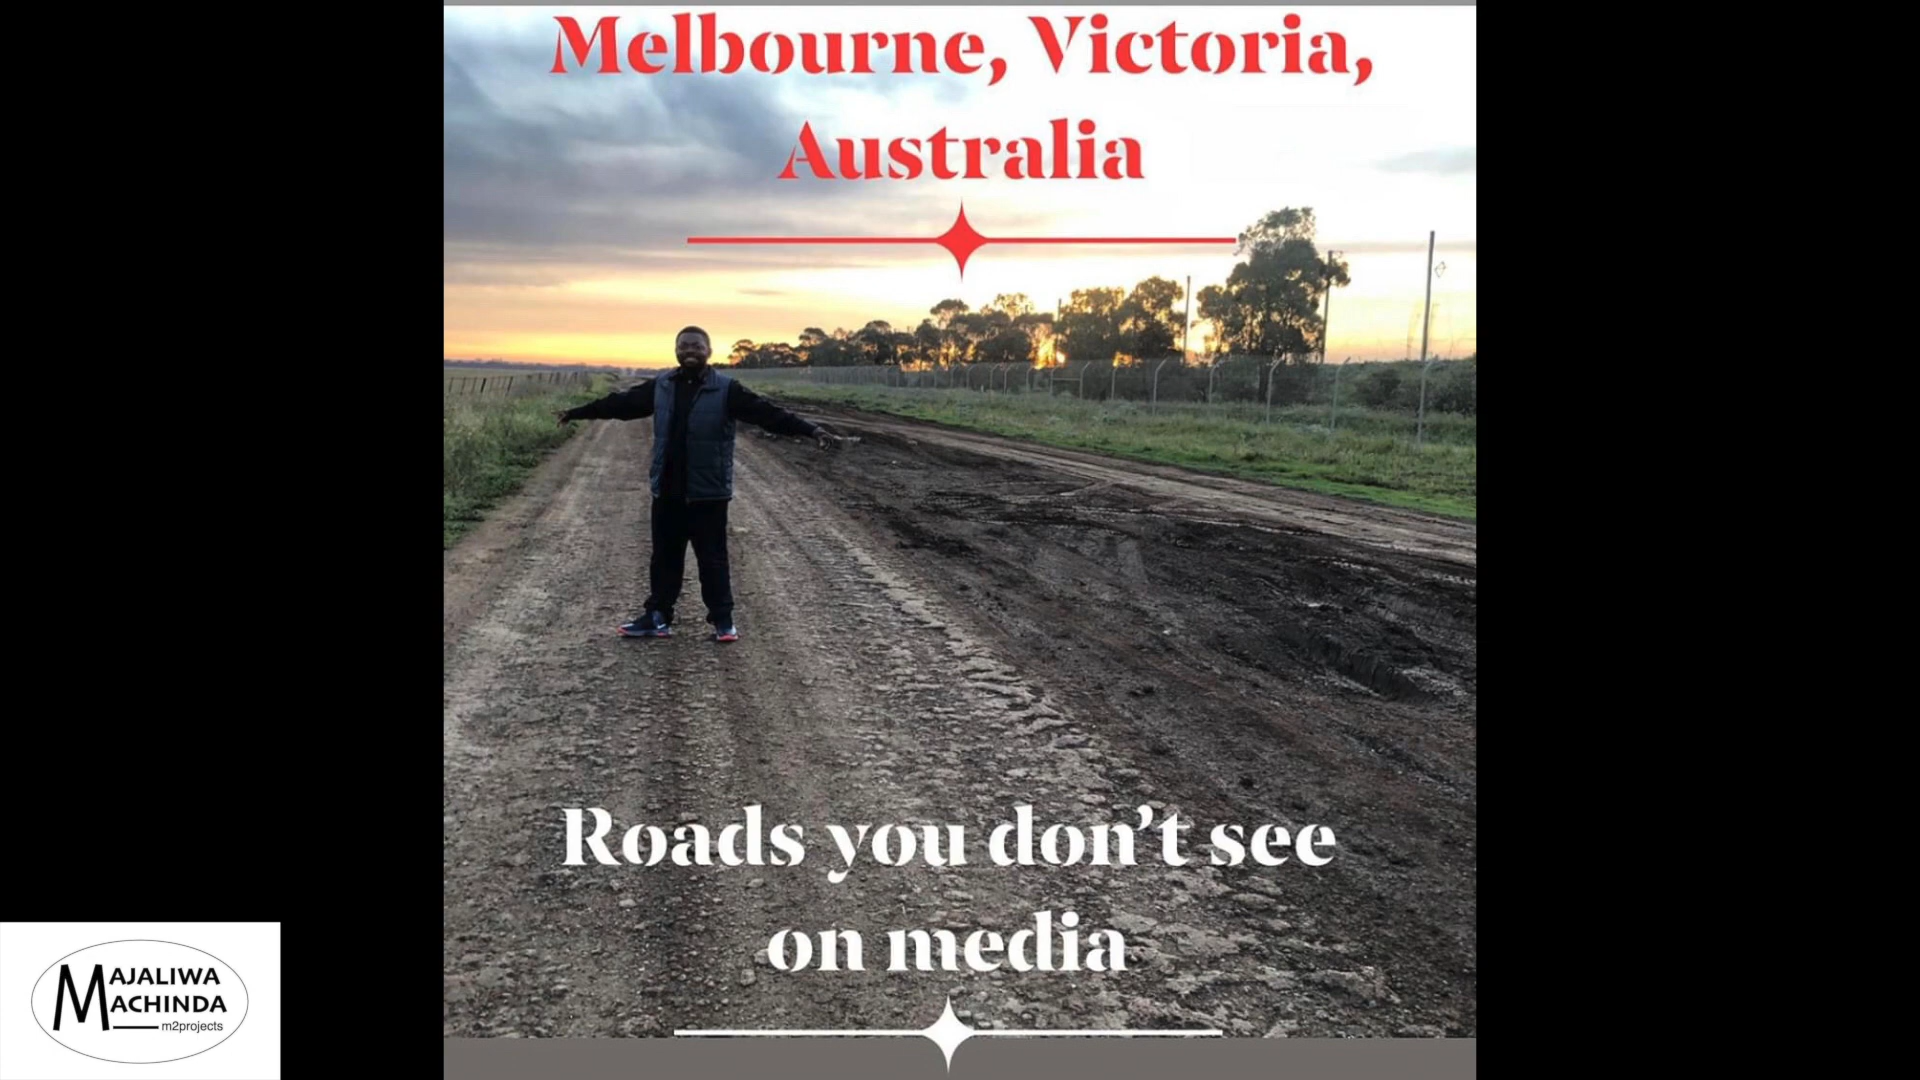 Melbourne, Victoria,
Australia
Roads you don't see
on media
MAJALIWA
MACHINDA
m2projects